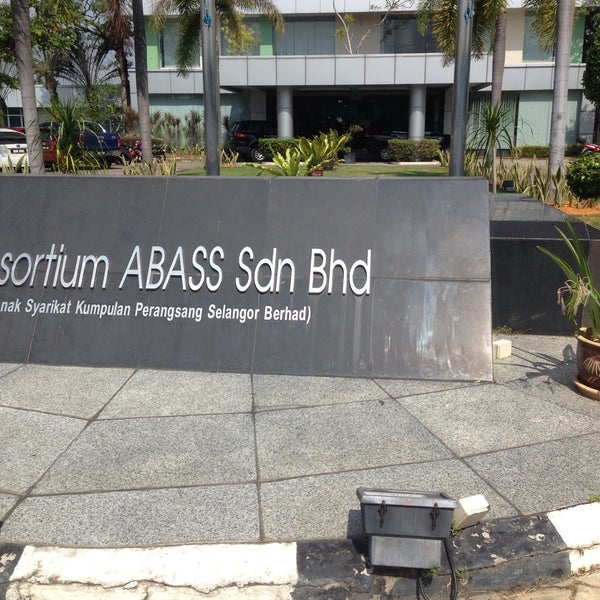 sortium ABASS Sdn Bhd
nak Syarikat Kumpulan Perangsang Selangor Berhad)